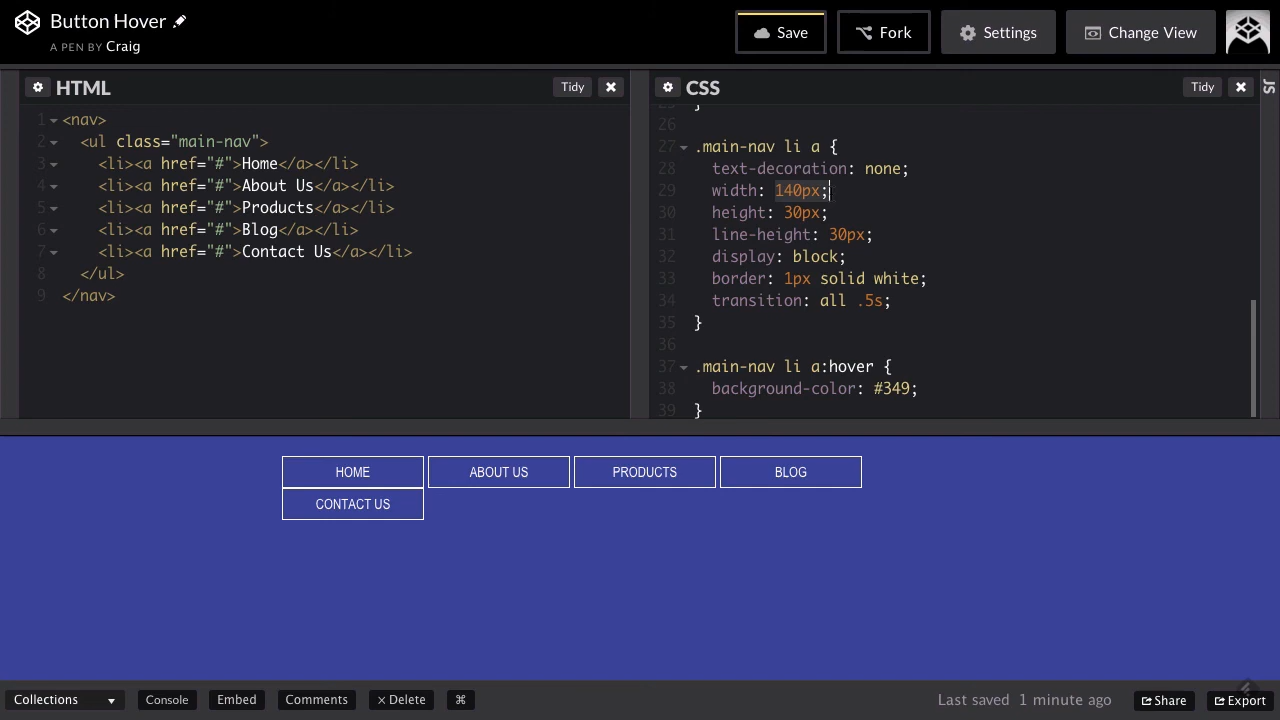 Button Hover
A PEN BY Craig
Save
Fork
Settings
Change View
HTML
Tidy
CSS
Tidy
JS
1 <nav>
2 <ul class="main-nav">
3 <li><a href="#">Home</a></li>
4 <li><a href="#">About Us</a></li>
5 <li><a href="#">Products</a></li>
6 <li><a href="#">Blog</a></li>
7 <li><a href="#">Contact Us</a></li>
8 </ul>
9 </nav>
25 }
26
27 .main-nav li a {
28 text-decoration: none;
29 width: 140px;
30 height: 30px;
31 line-height: 30px;
32 display: block;
33 border: 1px solid white;
34 transition: all .5s;
35 }
36
37 .main-nav li a:hover {
38 background-color: #349;
39 }
HOME ABOUT US PRODUCTS BLOG
CONTACT US
Collections
Console
Embed
Comments
× Delete
⌘
Last saved 1 minute ago
Share
Export